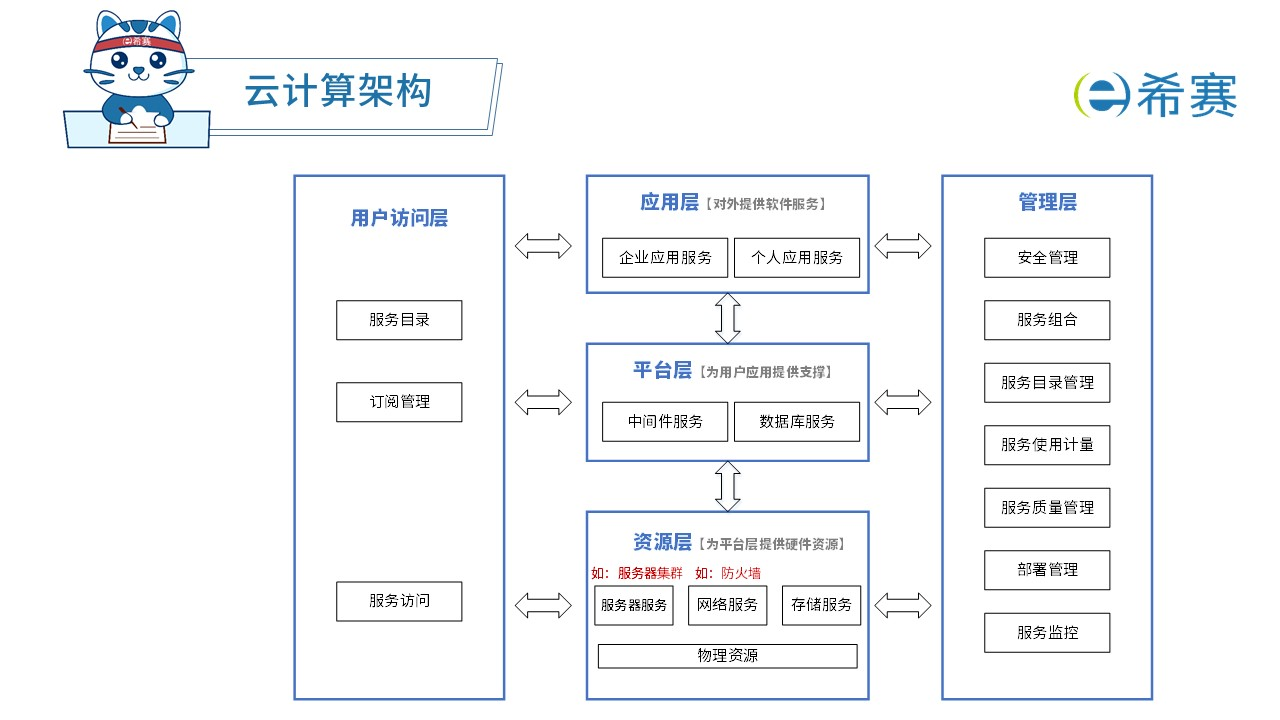 希赛
云计算架构
希赛
用户访问层
服务目录
订阅管理
服务访问
应用层【对外提供软件服务】
企业应用服务
个人应用服务
平台层【为用户应用提供支撑】
中间件服务
数据库服务
资源层【为平台层提供硬件资源】
如：服务器集群
如：防火墙
服务器服务
网络服务
存储服务
物理资源
管理层
安全管理
服务组合
服务目录管理
服务使用计量
服务质量管理
部署管理
服务监控